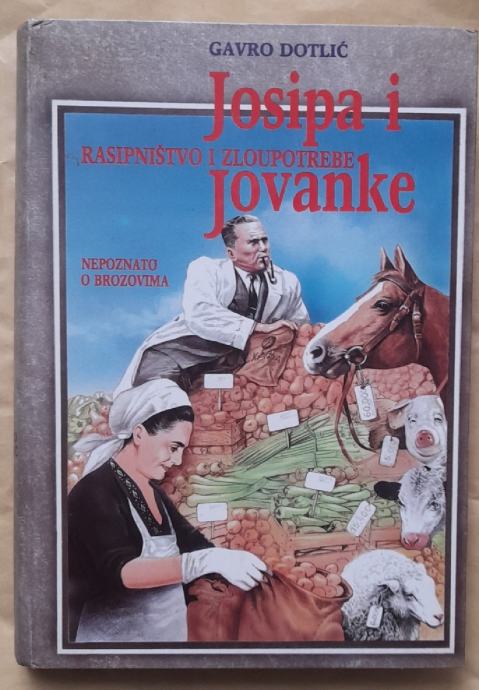 GAVRO DOTLIĆ
Josipa i
RASIPNIŠTVO I ZLOUPOTREBE
Jovanke
NEPOZNATO
O BROZOVIMA